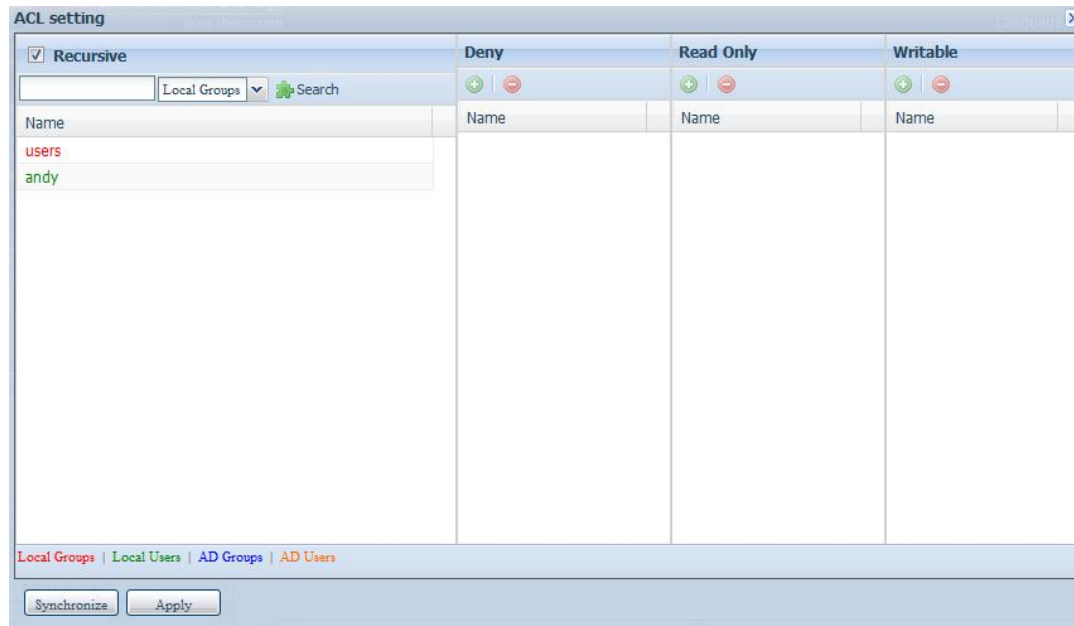 ACL setting
Recursive
Local Groups Search
Name
users
andy
Deny
Name
Read Only
Name
Writable
Name
Local Groups | Local Users | AD Groups | AD Users
Synchronize Apply